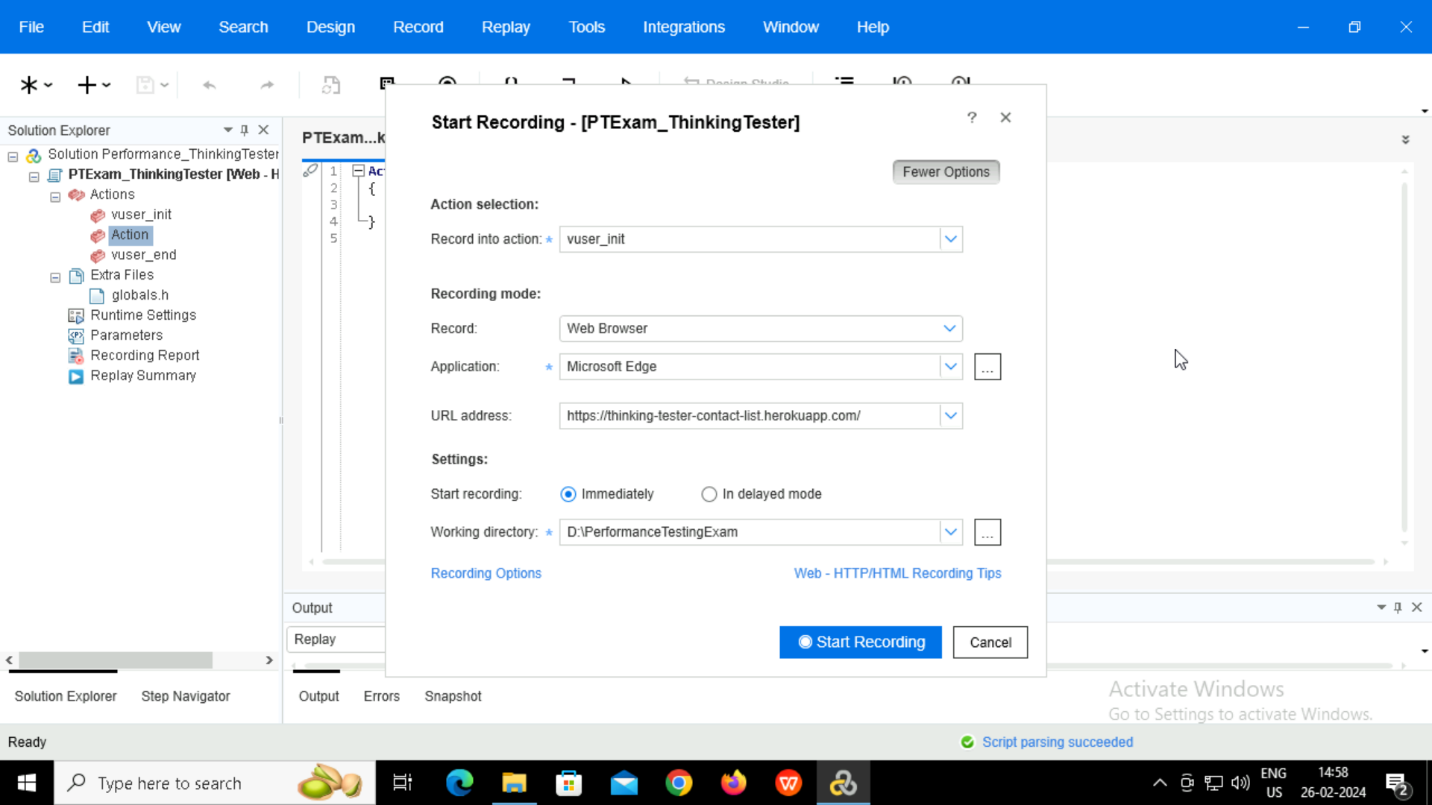 File Edit View Search Design Record Replay Tools Integrations Window Help
Design Studio
Solution Explorer
Solution Performance_ThinkingTester
PTExam_ThinkingTester [Web - H
Actions
vuser_init
Action
vuser_end
Extra Files
globals.h
Runtime Settings
Parameters
Recording Report
Replay Summary
PTExam...k
1 Ac
2 {
3
4 }
5
Start Recording - [PTExam_ThinkingTester]
?
Fewer Options
Action selection:
Record into action: * vuser_init
Recording mode:
Record: Web Browser
Application: * Microsoft Edge ...
URL address: https://thinking-tester-contact-list.herokuapp.com/
Settings:
Start recording: Immediately In delayed mode
Working directory: * D:\PerformanceTestingExam ...
Recording Options Web - HTTP/HTML Recording Tips
Start Recording Cancel
Output
Replay
Solution Explorer Step Navigator Output Errors Snapshot
Activate Windows
Go to Settings to activate Windows.
Ready Script parsing succeeded
Type here to search
ENG
US
14:58
26-02-2024
2